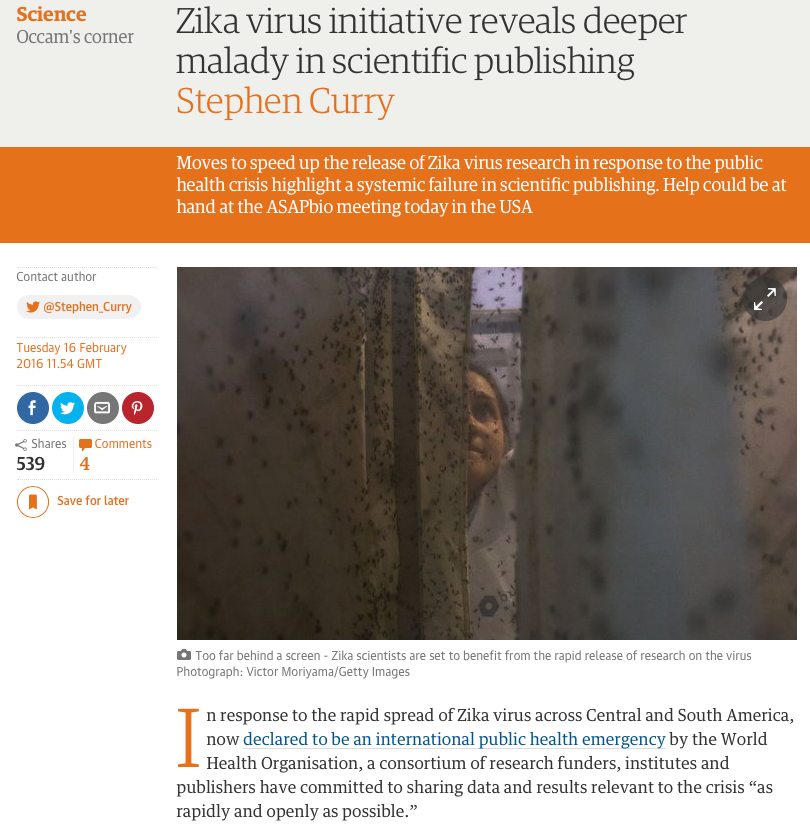 Science
Occam's corner
Zika virus initiative reveals deeper
malady in scientific publishing
Stephen Curry
Moves to speed up the release of Zika virus research in response to the public
health crisis highlight a systemic failure in scientific publishing. Help could be at
hand at the ASAPbio meeting today in the USA
Contact author
@Stephen_Curry
Tuesday 16 February
2016 11.54 GMT
Shares
539
Comments
4
Save for later
Too far behind a screen - Zika scientists are set to benefit from the rapid release of research on the virus
Photograph: Victor Moriyama/Getty Images
In response to the rapid spread of Zika virus across Central and South America,
now declared to be an international public health emergency by the World
Health Organisation, a consortium of research funders, institutes and
publishers have committed to sharing data and results relevant to the crisis “as
rapidly and openly as possible.”